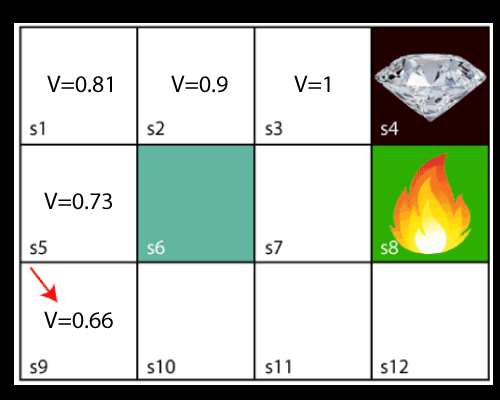 V=0.81
V=0.9
V=1
s1
s2
s3
s4
V=0.73
s5
s6
s7
s8
V=0.66
s9
s10
s11
s12